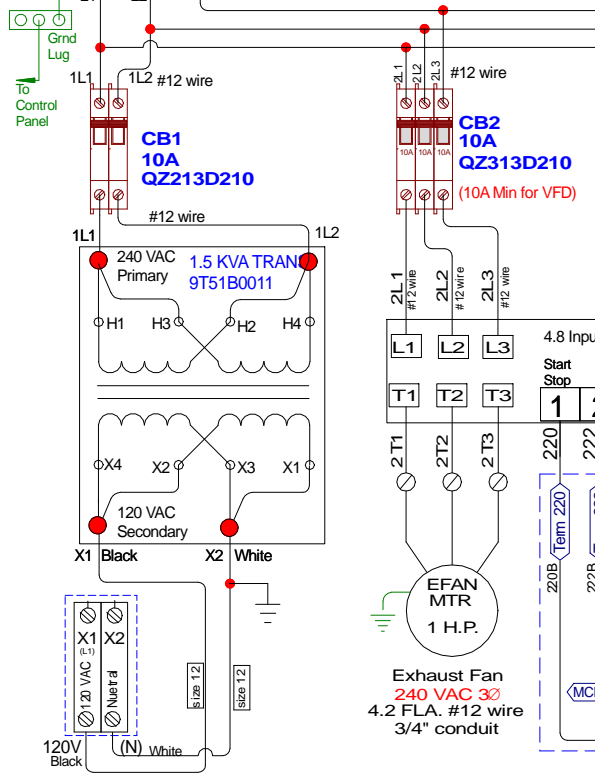 Grnd
Lug
To
Control
Panel
1L1
1L2
#12 wire
CB1
10A
QZ213D210
#12 wire
1L1
1L2
240 VAC
Primary
1.5 KVA TRANS
9T51B0011
H1
H3
H2
H4
X4
X2
X3
X1
120 VAC
Secondary
X1
Black
X2
White
X1
(L1)
120 VAC
X2
Nuetral
size 12
size 12
120V
Black
(N)
White
2L1
2L2
2L3
#12 wire
10A
10A
10A
CB2
10A
QZ313D210
(10A Min for VFD)
2L1
#12 wire
2L2
#12 wire
2L3
#12 wire
L1
L2
L3
4.8 Inpu
Start
Stop
T1
T2
T3
1
2
2T1
2T2
2T3
220
222
Term 220
220B
222B
EFAN
MTR
1 H.P.
Exhaust Fan
240 VAC 3Ø
4.2 FLA. #12 wire
3/4" conduit
MC